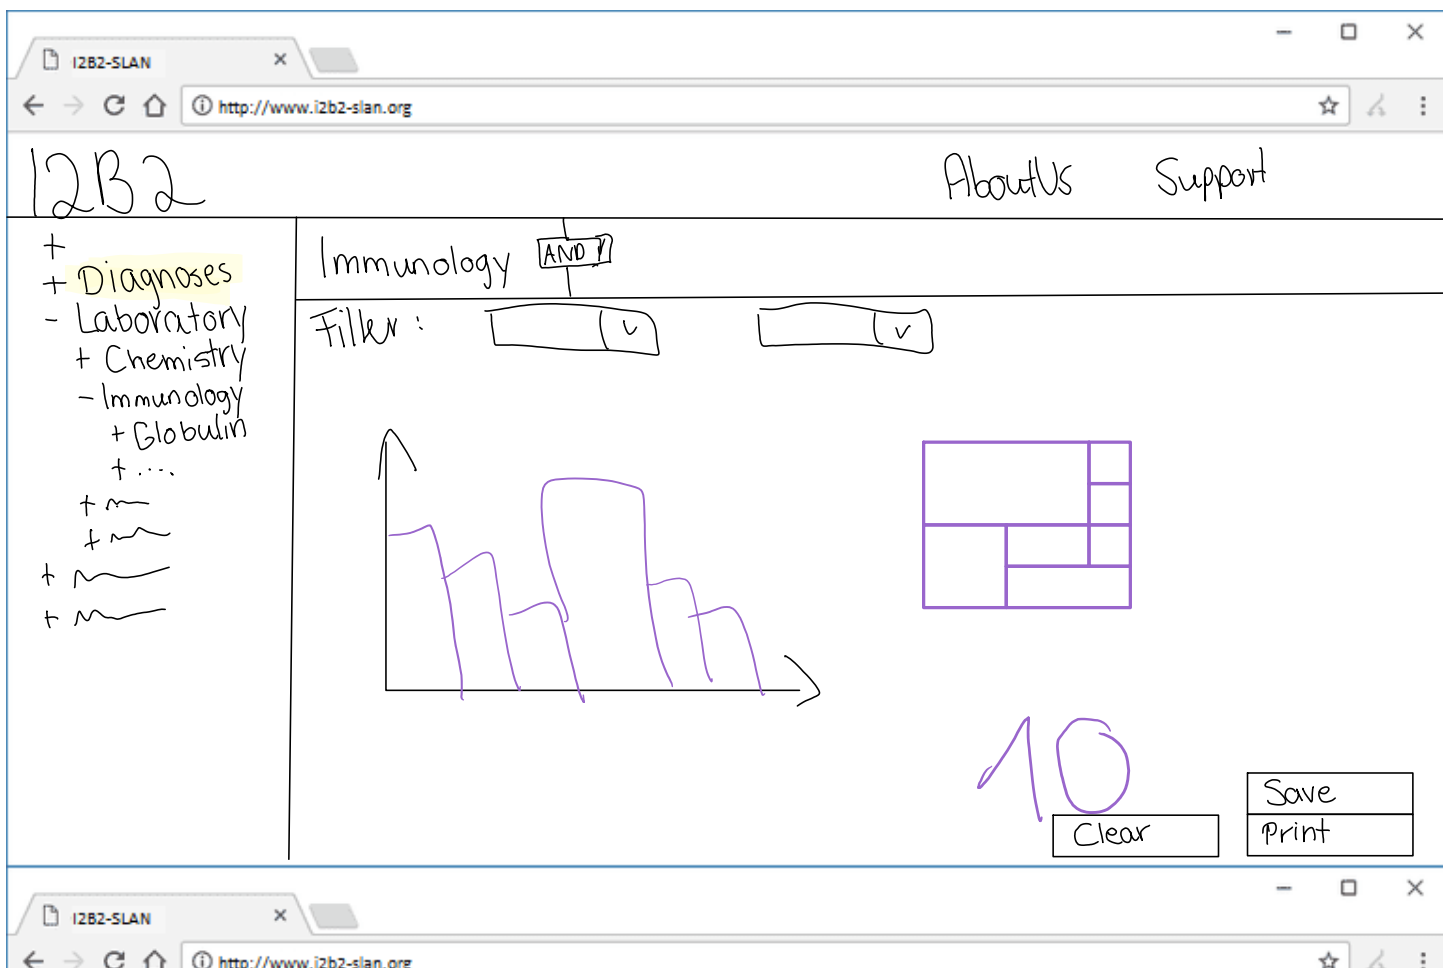 I2B2-SLAN
http://www.i2b2-slan.org
I2B2
AboutUs Support
+
+ Diagnoses
- Laboratory
+ Chemistry
- Immunology
+ Globulin
+ ....
+
+
+
+
Immunology AND
Filter :
10
Clear
Save
Print
I2B2-SLAN
http://www.i2b2-slan.org